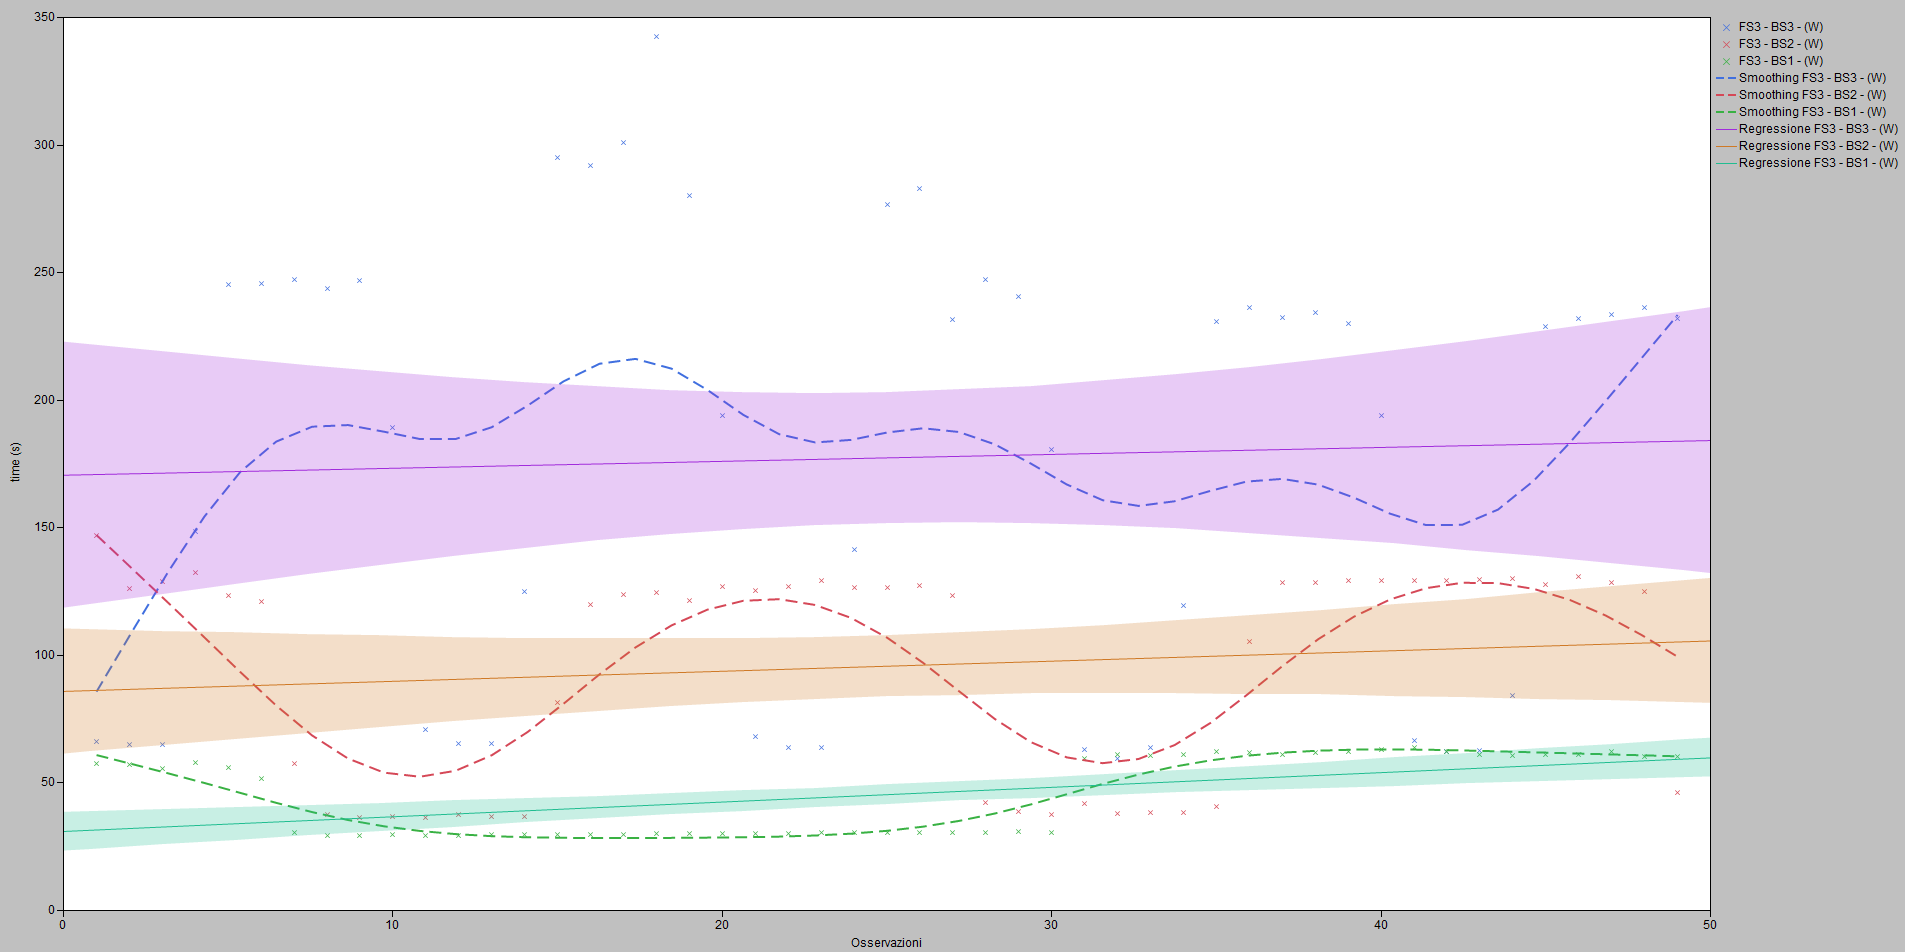 350
300
250
200
150
100
50
0
time (s)
0
10
20
30
40
50
Osservazioni
FS3 - BS3 - (W)
FS3 - BS2 - (W)
FS3 - BS1 - (W)
Smoothing FS3 - BS3 - (W)
Smoothing FS3 - BS2 - (W)
Smoothing FS3 - BS1 - (W)
Regressione FS3 - BS3 - (W)
Regressione FS3 - BS2 - (W)
Regressione FS3 - BS1 - (W)